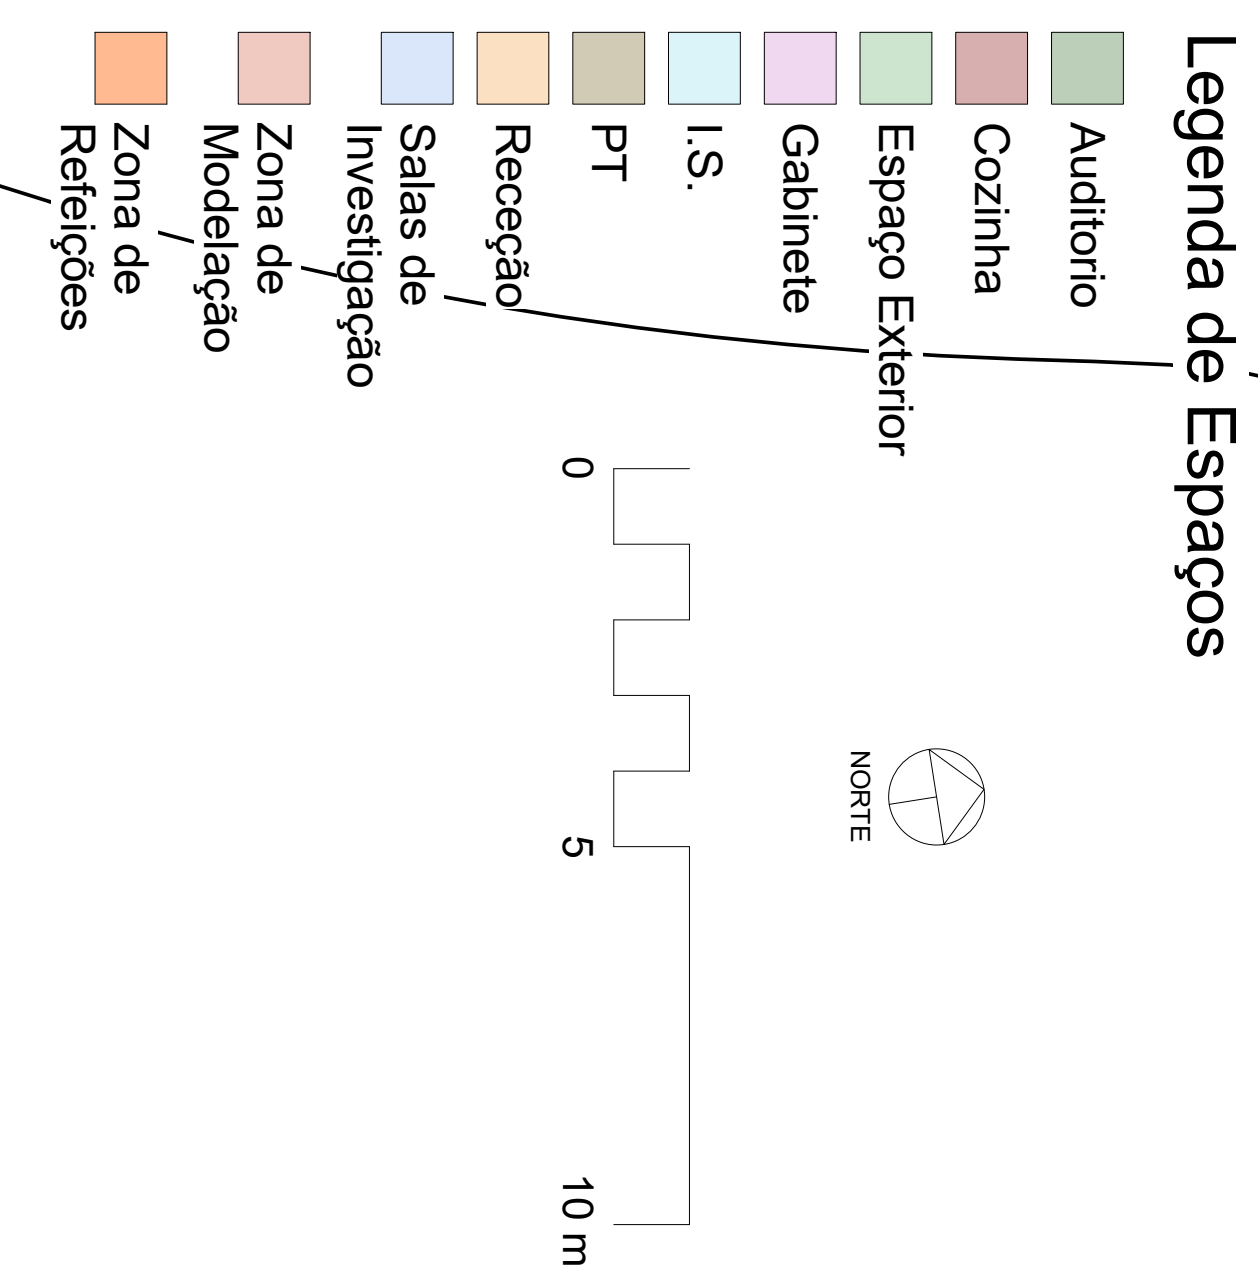 Legenda de Espaços
Auditorio
Cozinha
Espaço Exterior
Gabinete
I.S.
PT
Receção
Salas de
Investigação
Zona de
Modelação
Zona de
Refeições
NORTE
0
5
10 m